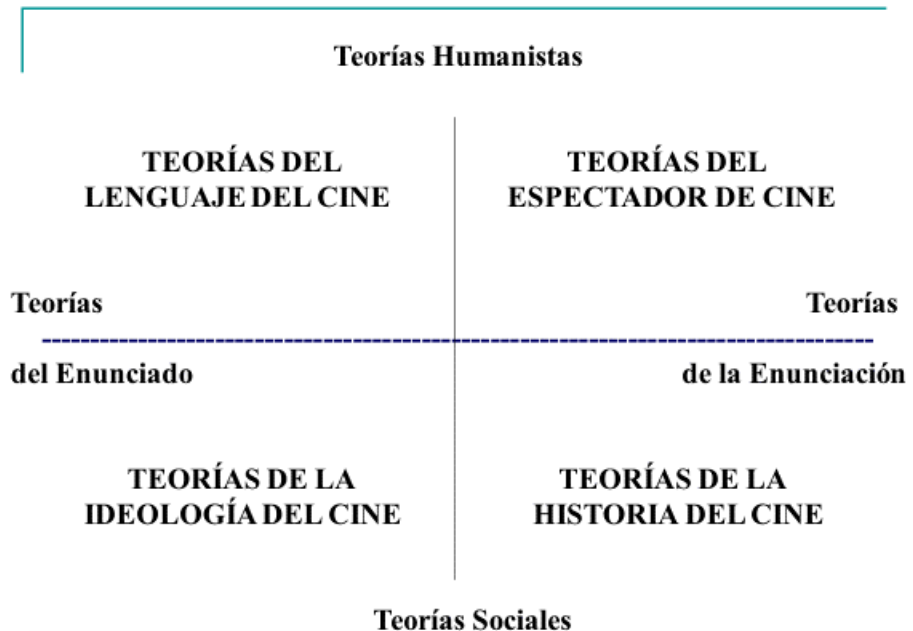 Teorías Humanistas
TEORÍAS DEL
LENGUAJE DEL CINE
TEORÍAS DEL
ESPECTADOR DE CINE
Teorías
del Enunciado
Teorías
de la Enunciación
TEORÍAS DE LA
IDEOLOGÍA DEL CINE
TEORÍAS DE LA
HISTORIA DEL CINE
Teorías Sociales